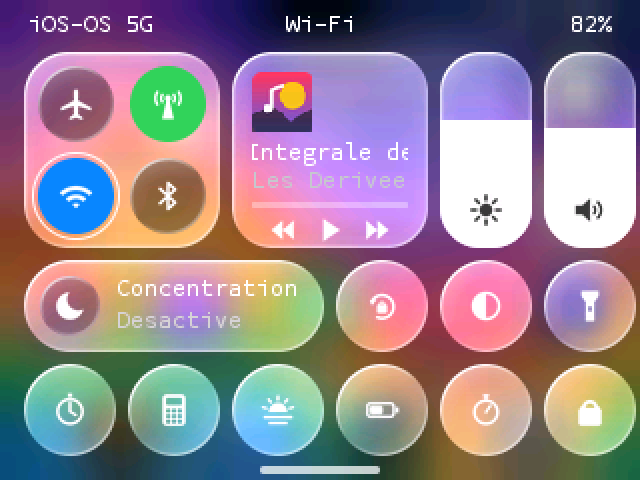 iOS-OS 5G
Wi-Fi
82%
Integrale de
Les Derivee
Concentration
Desactive